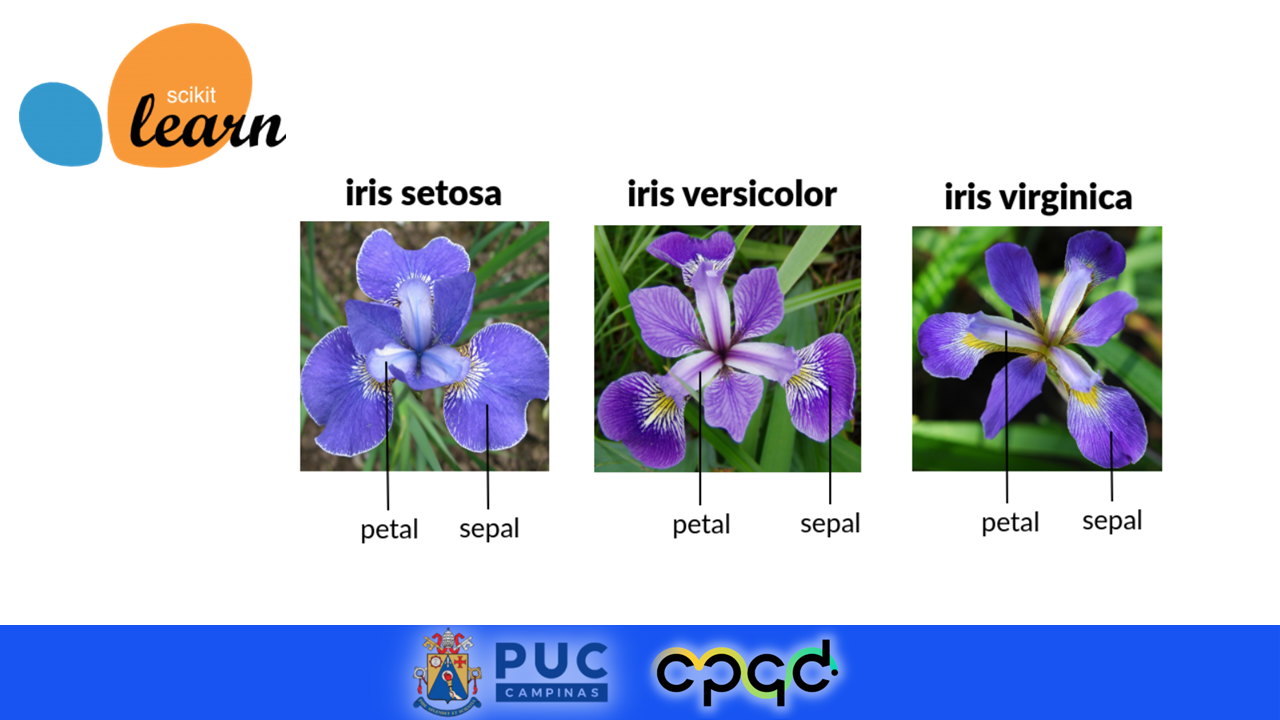 scikit
learn
iris setosa
iris versicolor
iris virginica
petal
sepal
petal
sepal
petal
sepal
PUC
CAMPINAS
cpqd